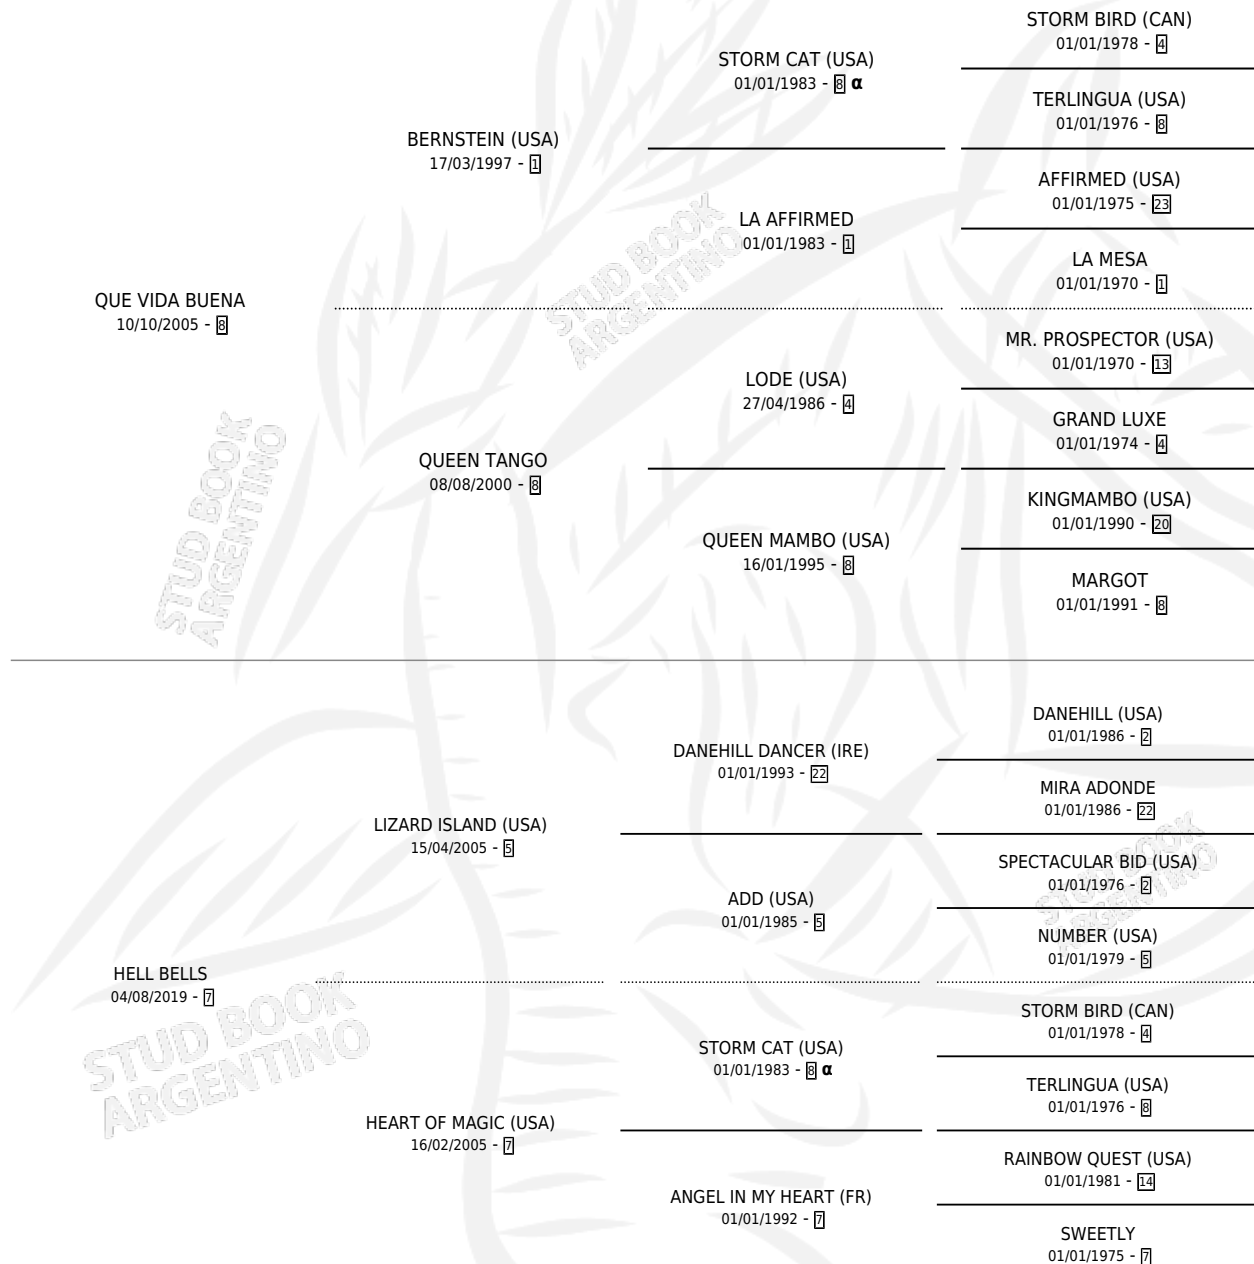 STORM BIRD (CAN)
01/01/1978 - 4
STORM CAT (USA)
01/01/1983 - 8 α
TERLINGUA (USA)
01/01/1976 - 8
BERNSTEIN (USA)
17/03/1997 - 1
AFFIRMED (USA)
01/01/1975 - 23
LA AFFIRMED
01/01/1983 - 1
LA MESA
01/01/1970 - 1
QUE VIDA BUENA
10/10/2005 - 8
MR. PROSPECTOR (USA)
01/01/1970 - 13
LODE (USA)
27/04/1986 - 4
GRAND LUXE
01/01/1974 - 4
QUEEN TANGO
08/08/2000 - 8
KINGMAMBO (USA)
01/01/1990 - 20
QUEEN MAMBO (USA)
16/01/1995 - 8
MARGOT
01/01/1991 - 8
STUD BOOK
ARGENTINO
STUD BOOK
ARGENTINO
DANEHILL (USA)
01/01/1986 - 2
DANEHILL DANCER (IRE)
01/01/1993 - 22
MIRA ADONDE
01/01/1986 - 22
LIZARD ISLAND (USA)
15/04/2005 - 5
SPECTACULAR BID (USA)
01/01/1976 - 2
ADD (USA)
01/01/1985 - 5
NUMBER (USA)
01/01/1979 - 5
STUD BOOK
ARGENTINO
HELL BELLS
04/08/2019 - 7
STORM BIRD (CAN)
01/01/1978 - 4
STORM CAT (USA)
01/01/1983 - 8 α
TERLINGUA (USA)
01/01/1976 - 8
HEART OF MAGIC (USA)
16/02/2005 - 7
RAINBOW QUEST (USA)
01/01/1981 - 14
ANGEL IN MY HEART (FR)
01/01/1992 - 7
SWEETLY
01/01/1975 - 7
STUD BOOK
ARGENTINO